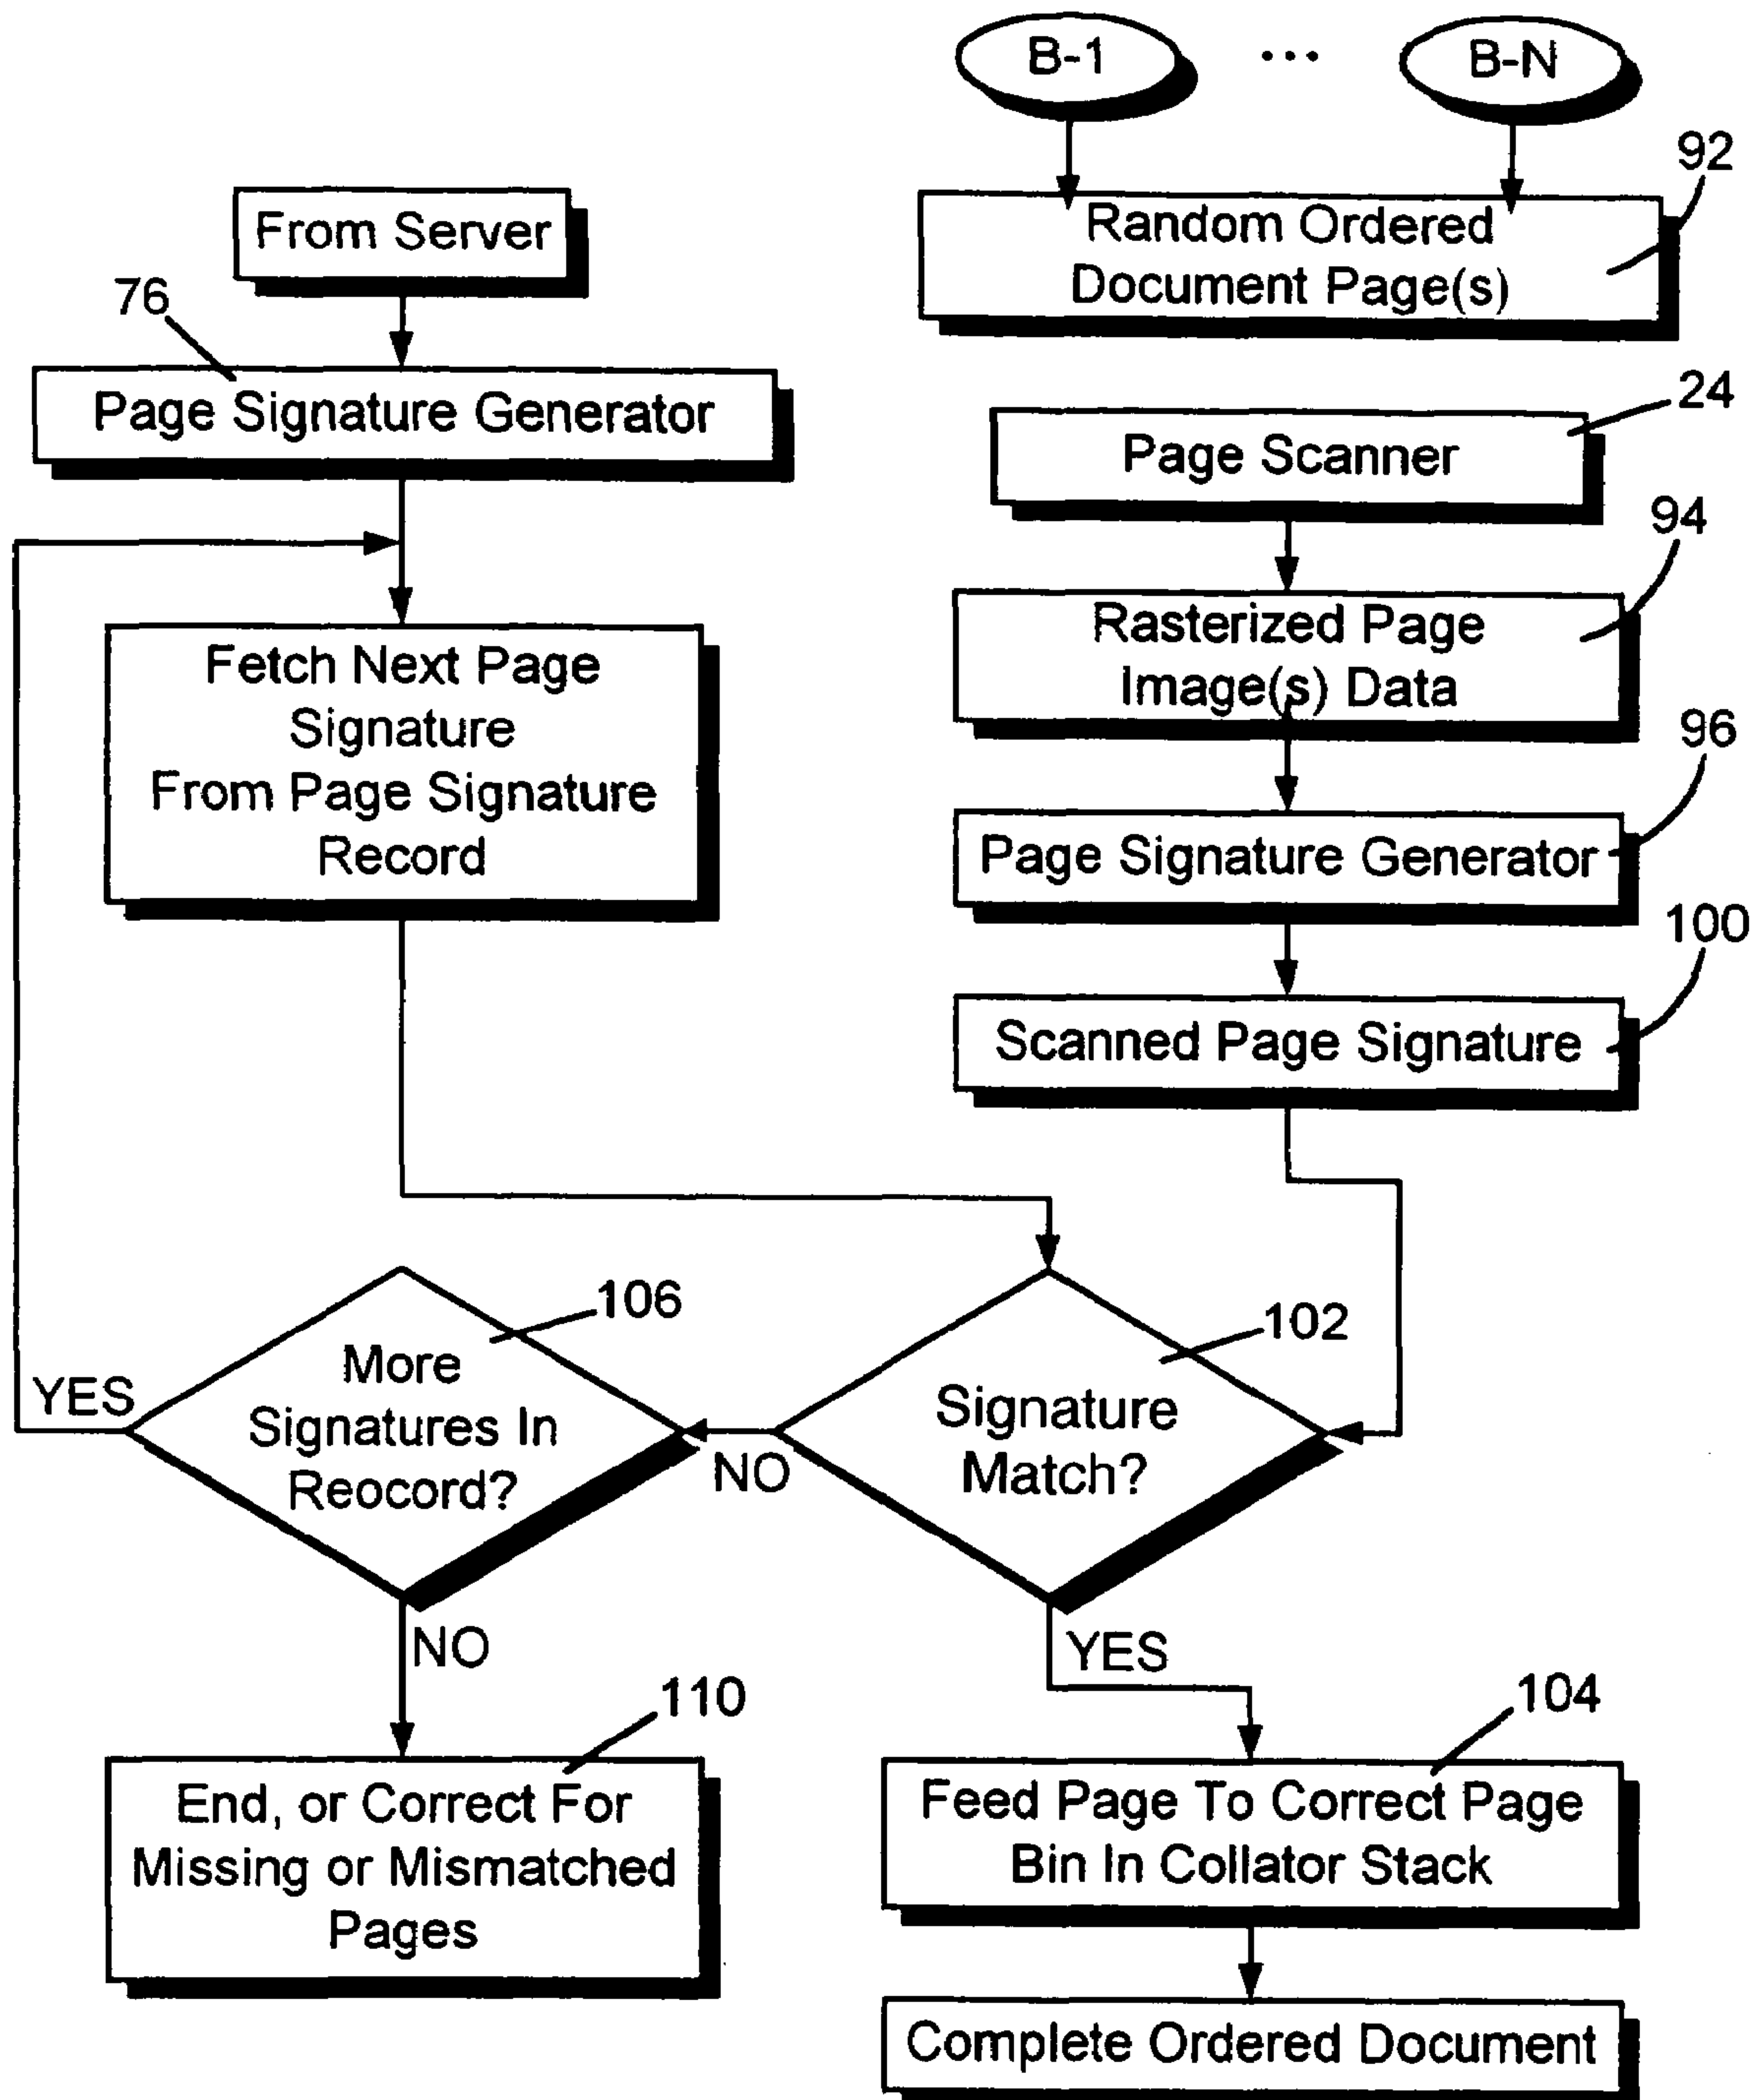 B-1
...
B-N
92
Random Ordered
Document Page(s)
From Server
76
Page Signature Generator
24
Page Scanner
94
Rasterized Page
Image(s) Data
Fetch Next Page
Signature
From Page Signature
Record
96
Page Signature Generator
100
Scanned Page Signature
106
More
Signatures In
Reocord?
YES
NO
102
Signature
Match?
NO
YES
110
End, or Correct For
Missing or Mismatched
Pages
104
Feed Page To Correct Page
Bin In Collator Stack
Complete Ordered Document